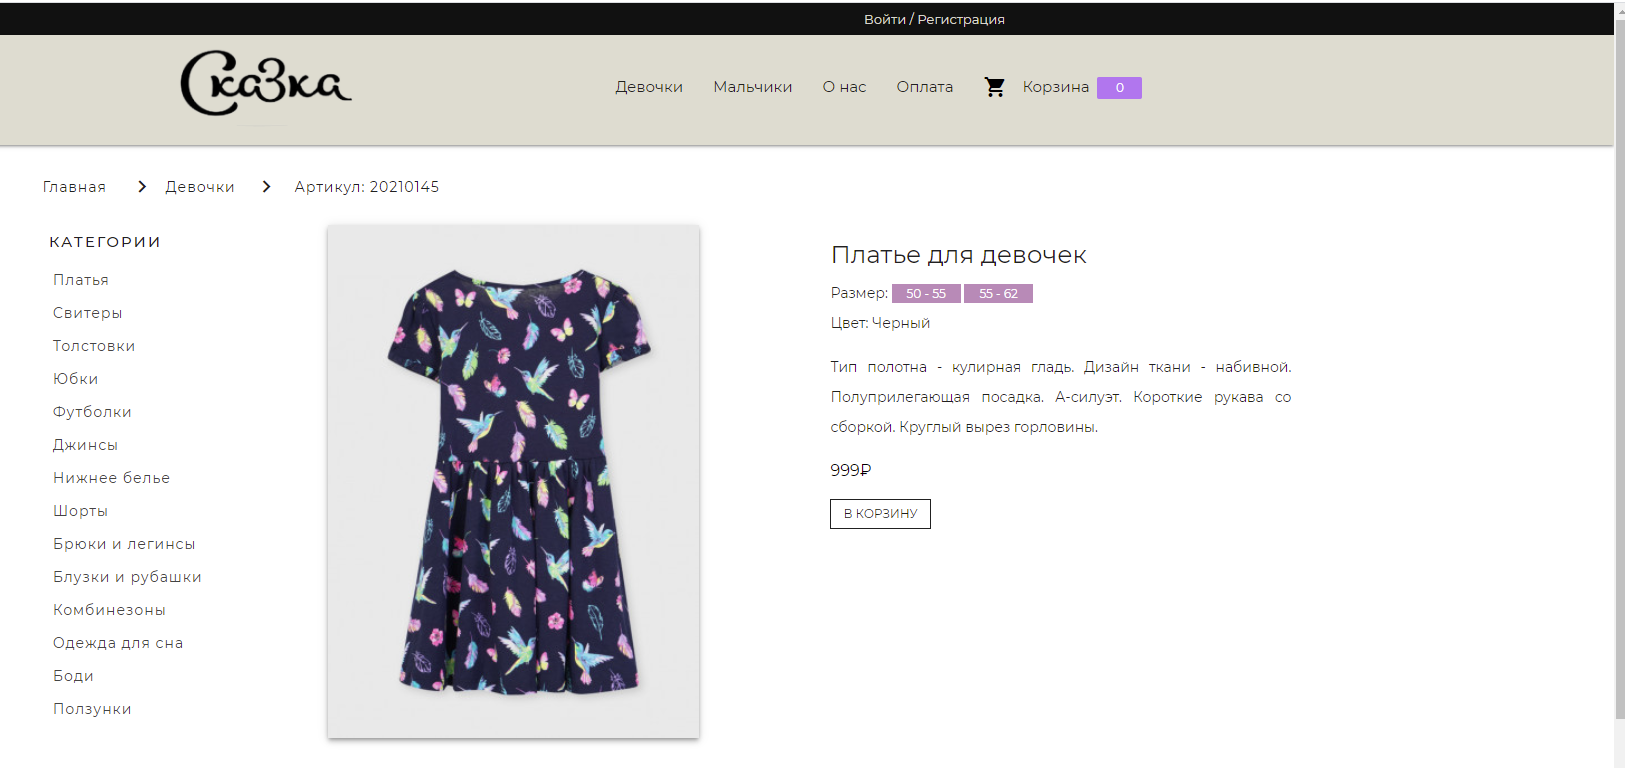 Войти / Регистрация
Сказка
Девочки Мальчики О нас Оплата Корзина 0
Главная Девочки Артикул: 20210145
КАТЕГОРИИ
Платья
Свитеры
Толстовки
Юбки
Футболки
Джинсы
Нижнее белье
Шорты
Брюки и легинсы
Блузки и рубашки
Комбинезоны
Одежда для сна
Боди
Ползунки
Платье для девочек
Размер: 50 - 55 55 - 62
Цвет: Черный
Тип полотна - кулирная гладь. Дизайн ткани - набивной.
Полуприлегающая посадка. А-силуэт. Короткие рукава со
сборкой. Круглый вырез горловины.
999₽
В КОРЗИНУ